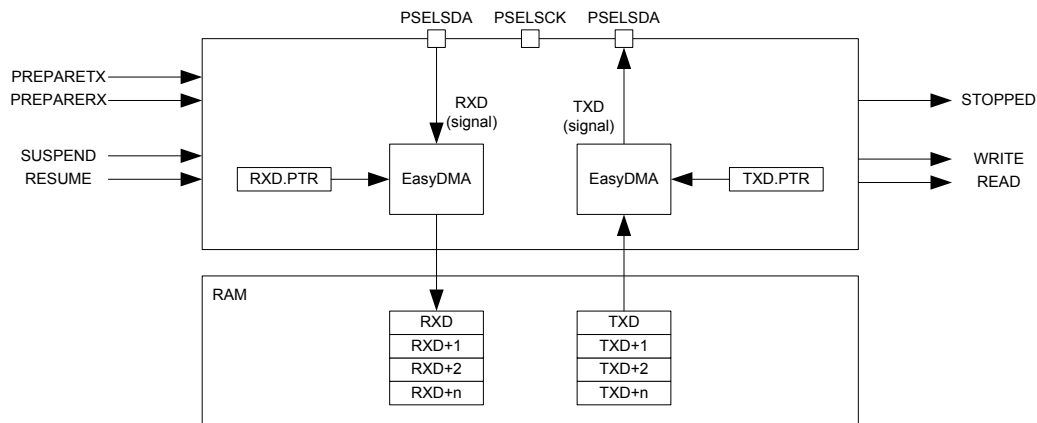 PSELSDA PSELSCK PSELSDA
PREPARETX
PREPARERX
STOPPED
RXD
(signal)
TXD
(signal)
SUSPEND
RESUME
WRITE
READ
RXD.PTR
EasyDMA
EasyDMA
TXD.PTR
RAM
RXD
RXD+1
RXD+2
RXD+n
TXD
TXD+1
TXD+2
TXD+n